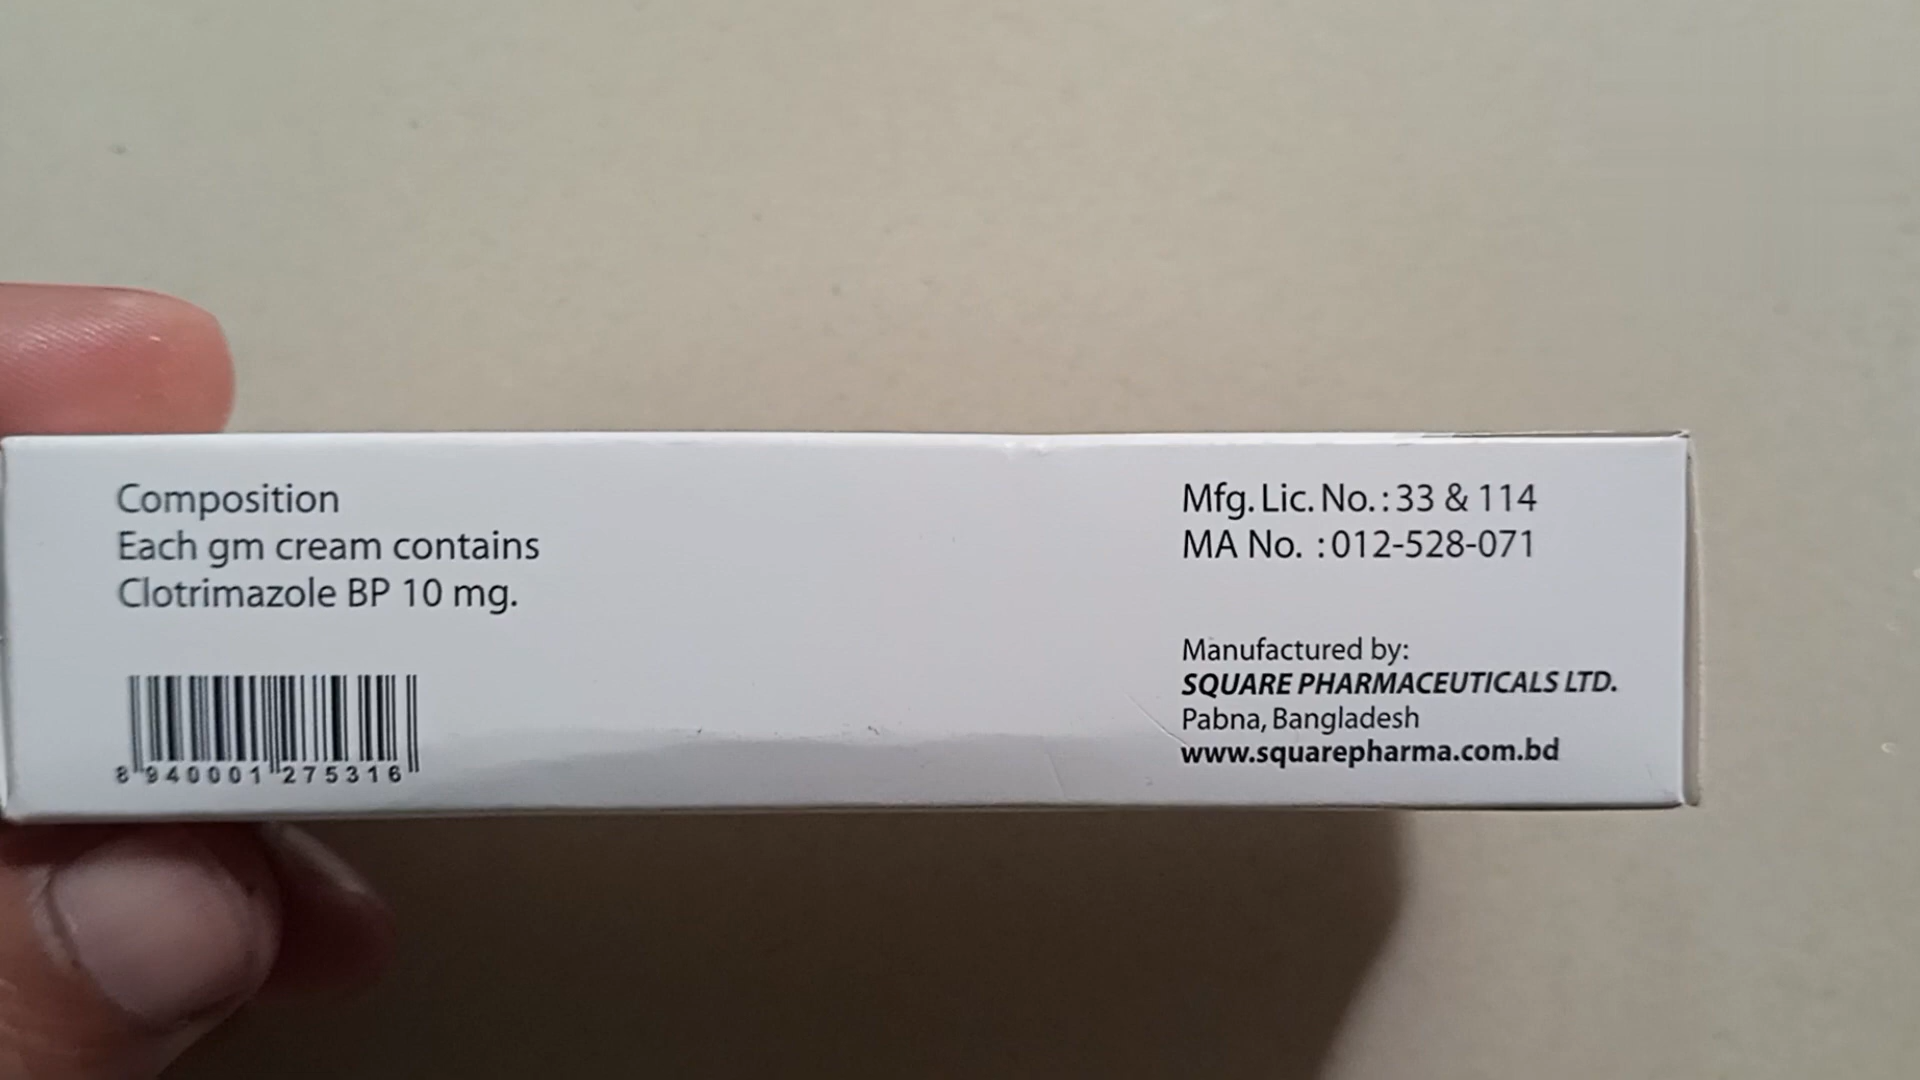 Composition
Each gm cream contains
Clotrimazole BP 10 mg.
8 940001 275316
Mfg. Lic. No. : 33 & 114
MA No. : 012-528-071
Manufactured by:
SQUARE PHARMACEUTICALS LTD.
Pabna, Bangladesh
www.squarepharma.com.bd